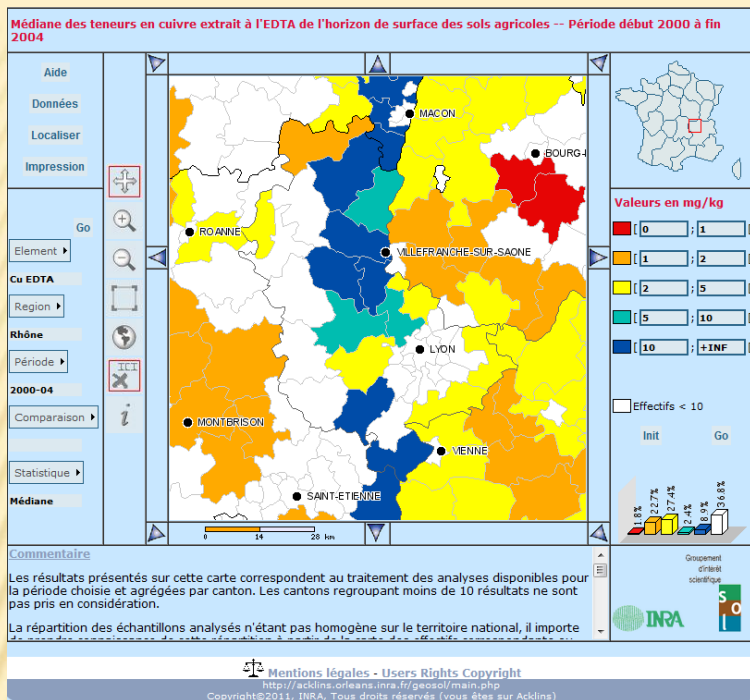 Médiane des teneurs en cuivre extrait à l'EDTA de l'horizon de surface des sols agricoles -- Période début 2000 à fin
2004
Aide
Données
Localiser
Impression
Go
Element
Cu EDTA
Region
Rhône
Période
2000-04
Comparaison
Statistique
Médiane
ICI
MACON
BOURG-
ROANNE
VILLEFRANCHE-SUR-SAONE
LYON
MONTBRISON
VIENNE
SAINT-ETIENNE
0 14 28 km
Valeurs en mg/kg
[ 0 ; 1 [
[ 1 ; 2 [
[ 2 ; 5 [
[ 5 ; 10 [
[ 10 ; +INF [
Effectifs < 10
Init Go
1.8% 22.7% 27.4% 2.4% 8.9% 36.8%
Commentaire
Les résultats présentés sur cette carte correspondent au traitement des analyses disponibles pour
la période choisie et agrégées par canton. Les cantons regroupant moins de 10 résultats ne sont
pas pris en considération.
La répartition des échantillons analysés n'étant pas homogène sur le territoire national, il importe
Groupement
d'intérêt
scientifique
INRA
SOL
Mentions légales - Users Rights Copyright
http://acklins.orleans.inra.fr/geosol/main.php
Copyright©2011, INRA, Tous droits réservés (vous êtes sur Acklins)